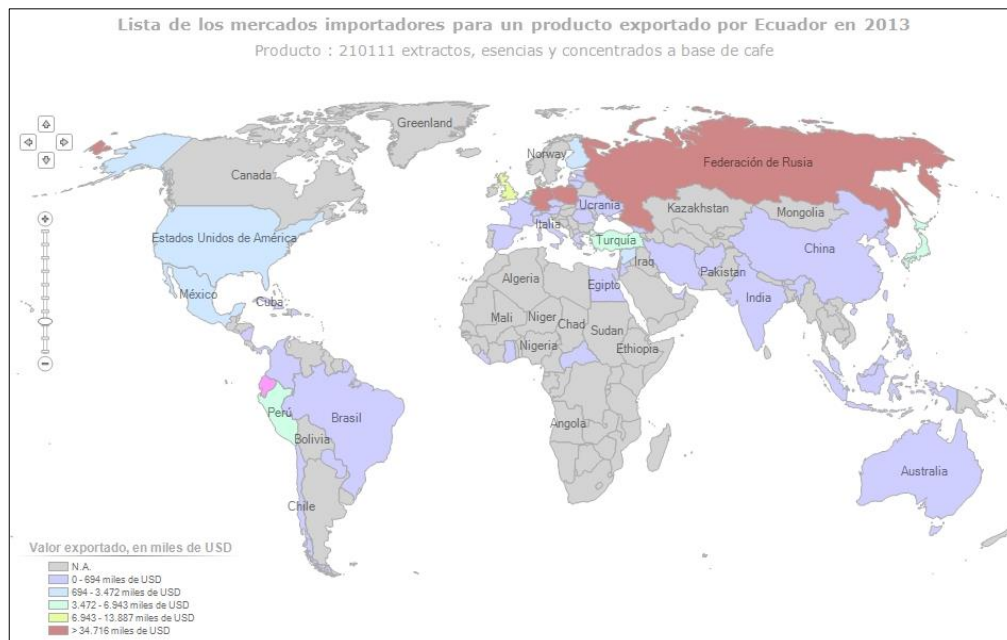 Lista de los mercados importadores para un producto exportado por Ecuador en 2013
Producto : 210111 extractos, esencias y concentrados a base de cafe
Greenland
Norway
Federación de Rusia
Canada
Ucrania
Kazakhstan
Mongolia
Italia
Estados Unidos de América
Turquía
China
Iraq
Pakistan
Algeria
Egipto
México
Cuba
India
Mali
Niger
Chad
Sudan
Nigeria
Ethiopia
Perú
Brasil
Bolivia
Angola
Australia
Chile
Valor exportado, en miles de USD
N.A.
0 - 694 miles de USD
694 - 3.472 miles de USD
3.472 - 6.943 miles de USD
6.943 - 13.887 miles de USD
> 34.716 miles de USD